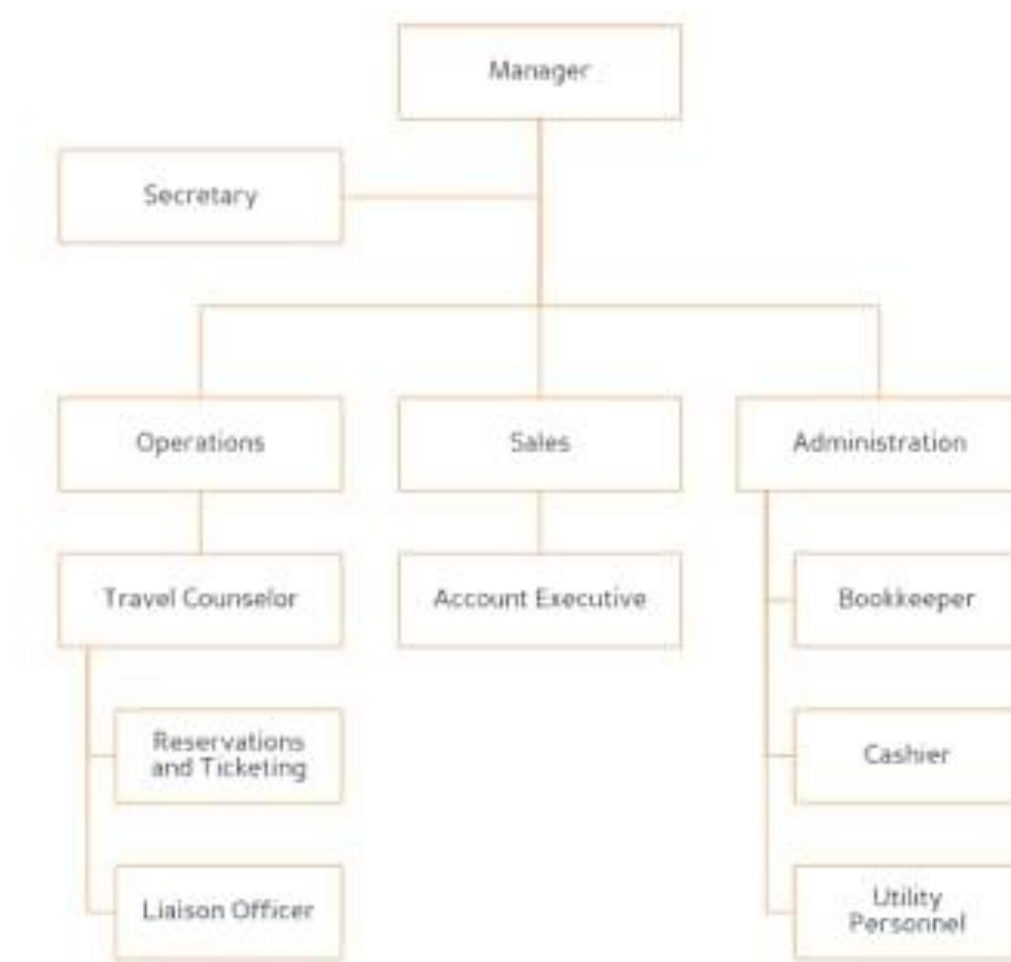 Manager
Secretary
Operations
Sales
Administration
Travel Counselor
Account Executive
Bookkeeper
Reservations
and Ticketing
Cashier
Liaison Officer
Utility
Personnel